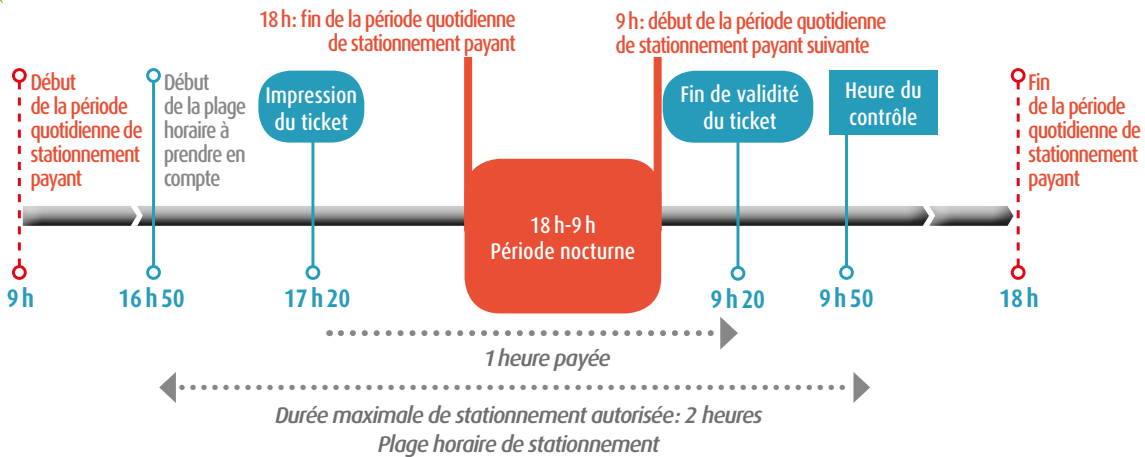 18 h : fin de la période quotidienne
de stationnement payant
9 h : début de la période quotidienne
de stationnement payant suivante
Début
de la période
quotidienne de
stationnement
payant
Début
de la plage
horaire à
prendre en
compte
Impression
du ticket
Fin de validité
du ticket
Heure du
contrôle
Fin
de la période
quotidienne de
stationnement
payant
18 h-9 h
Période nocturne
9 h
16 h 50
17 h 20
9 h 20
9 h 50
18 h
1 heure payée
Durée maximale de stationnement autorisée : 2 heures
Plage horaire de stationnement